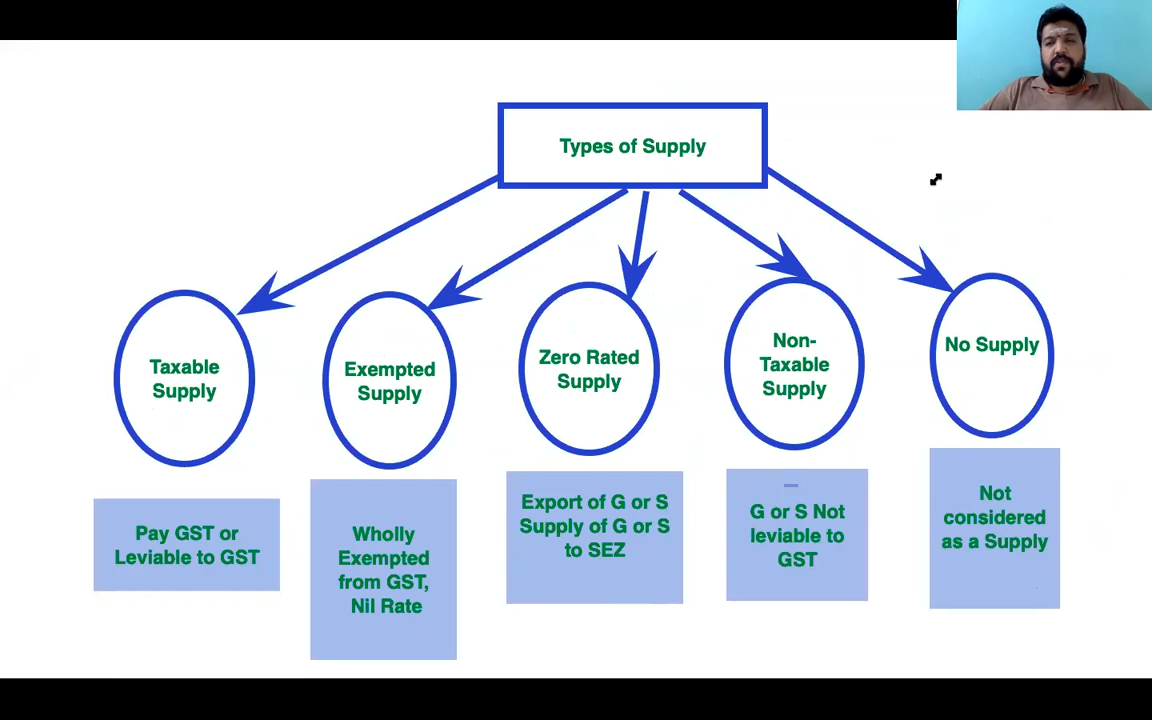 Types of Supply
Taxable
Supply
Exempted
Supply
Zero Rated
Supply
Non-
Taxable
Supply
No Supply
Pay GST or
Leviable to GST
Wholly
Exempted
from GST,
Nil Rate
Export of G or S
Supply of G or S
to SEZ
G or S Not
leviable to
GST
Not
considered
as a Supply